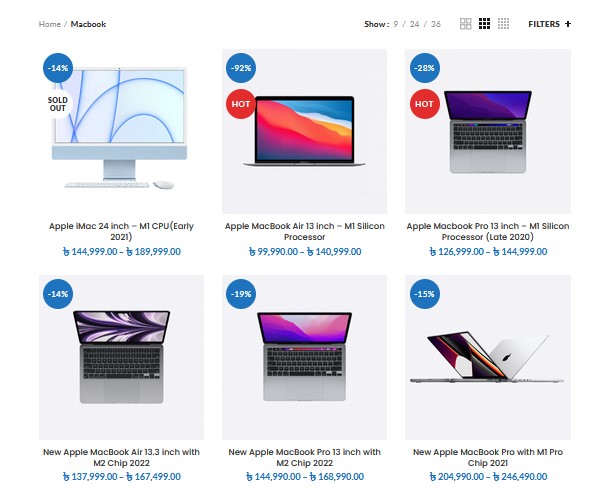 Home / Macbook
Show : 9 / 24 / 36
FILTERS +
-14%
SOLD
OUT
-92%
HOT
-28%
HOT
Apple iMac 24 inch – M1 CPU(Early
2021)
৳ 144,999.00 – ৳ 189,999.00
Apple MacBook Air 13 inch – M1 Silicon
Processor
৳ 99,990.00 – ৳ 140,999.00
Apple Macbook Pro 13 inch – M1 Silicon
Processor (Late 2020)
৳ 126,999.00 – ৳ 144,999.00
-14%
-19%
-15%
New Apple MacBook Air 13.3 inch with
M2 Chip 2022
৳ 137,999.00 – ৳ 167,499.00
New Apple Macbook Pro 13 inch with
M2 Chip 2022
৳ 144,990.00 – ৳ 168,990.00
New Apple MacBook Pro with M1 Pro
Chip 2021
৳ 204,990.00 – ৳ 246,490.00